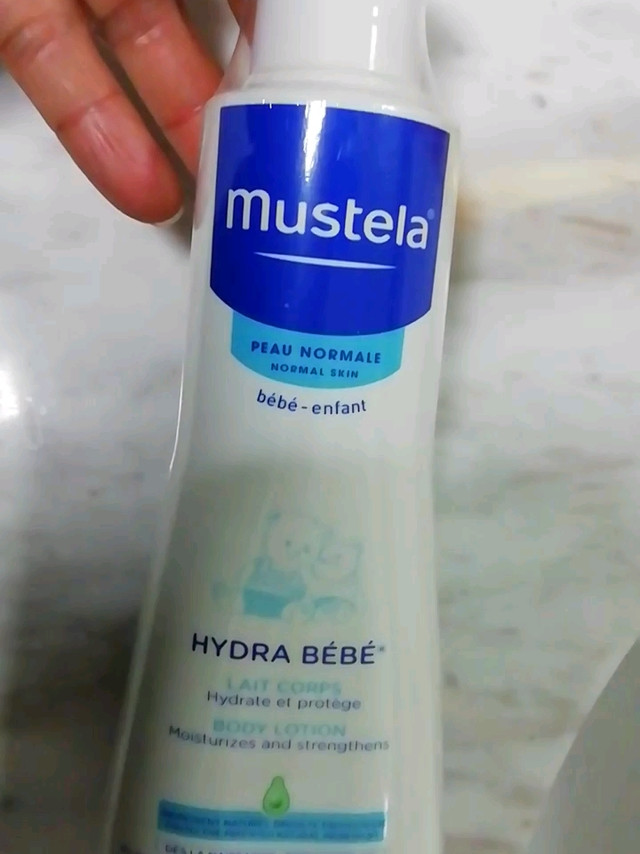 mustela®
PEAU NORMALE
NORMAL SKIN
bébé-enfant
HYDRA BÉBÉ*
LAIT CORPS
Hydrate et protège
BODY LOTION
Moisturizes and strengthens